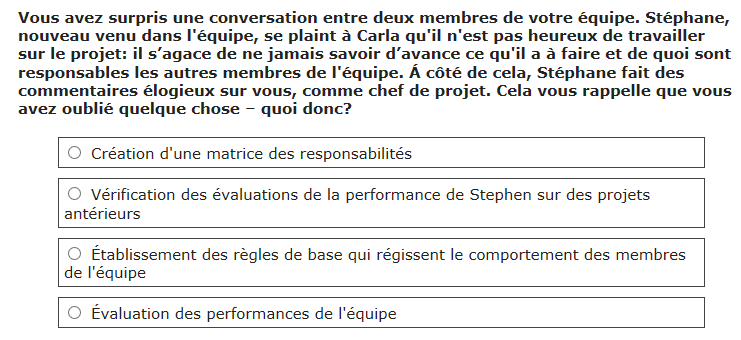 Vous avez surpris une conversation entre deux membres de votre équipe. Stéphane,
nouveau venu dans l'équipe, se plaint à Carla qu'il n'est pas heureux de travailler
sur le projet: il s’agace de ne jamais savoir d’avance ce qu'il a à faire et de quoi sont
responsables les autres membres de l'équipe. Á côté de cela, Stéphane fait des
commentaires élogieux sur vous, comme chef de projet. Cela vous rappelle que vous
avez oublié quelque chose – quoi donc?
Création d'une matrice des responsabilités
Vérification des évaluations de la performance de Stephen sur des projets
antérieurs
Établissement des règles de base qui régissent le comportement des membres
de l'équipe
Évaluation des performances de l'équipe